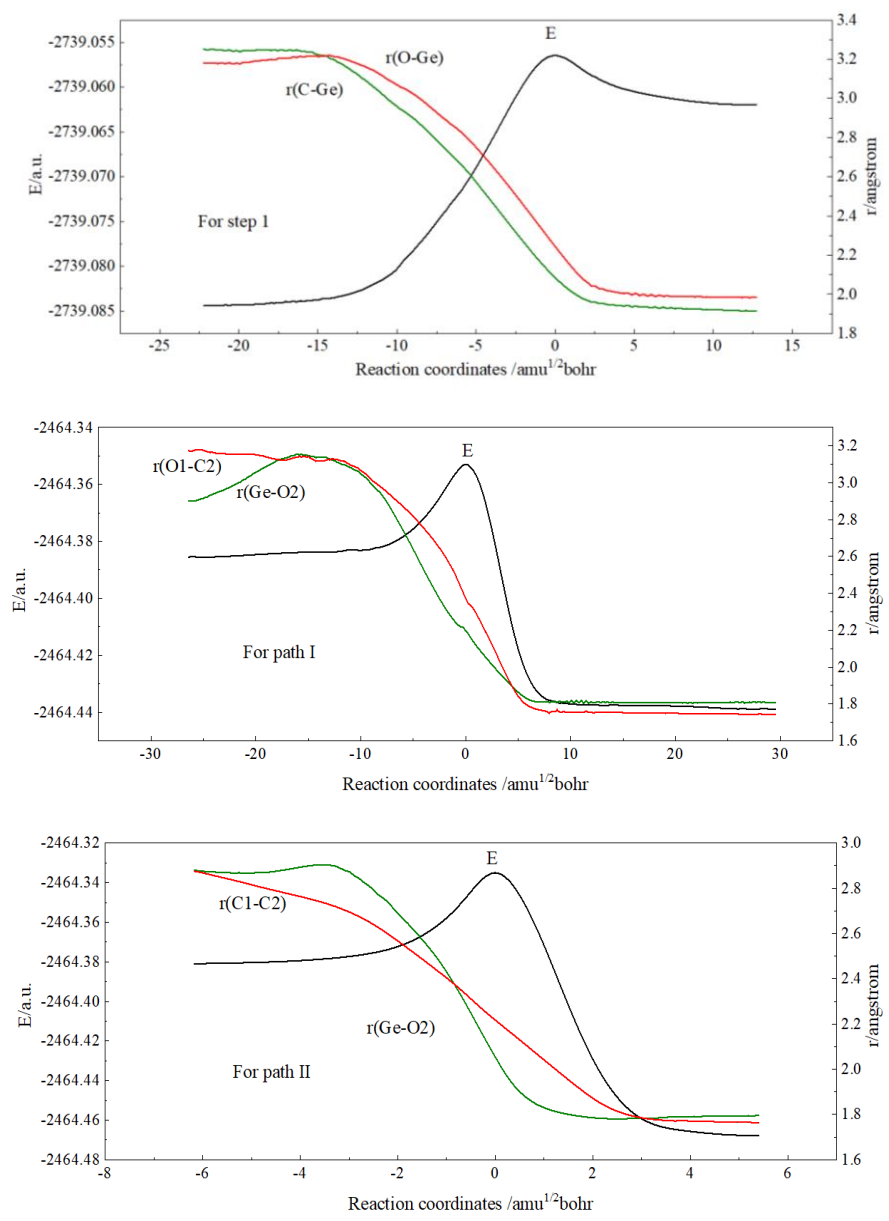 -2739.055
-2739.060
-2739.065
-2739.070
-2739.075
-2739.080
-2739.085
E/a.u.
r(O-Ge)
r(C-Ge)
E
For step 1
3.4
3.2
3.0
2.8
2.6
2.4
2.2
2.0
1.8
r/angstrom
-25 -20 -15 -10 -5 0 5 10 15
Reaction coordinates /amu1/2bohr
-2464.34
-2464.36
-2464.38
-2464.40
-2464.42
-2464.44
E/a.u.
r(O1-C2)
r(Ge-O2)
E
For path I
3.2
3.0
2.8
2.6
2.4
2.2
2.0
1.8
1.6
r/angstrom
-30 -20 -10 0 10 20 30
Reaction coordinates /amu1/2bohr
-2464.32
-2464.34
-2464.36
-2464.38
-2464.40
-2464.42
-2464.44
-2464.46
-2464.48
E/a.u.
E
r(C1-C2)
r(Ge-O2)
For path II
3.0
2.8
2.6
2.4
2.2
2.0
1.8
1.6
r/angstrom
-8 -6 -4 -2 0 2 4 6
Reaction coordinates /amu1/2bohr